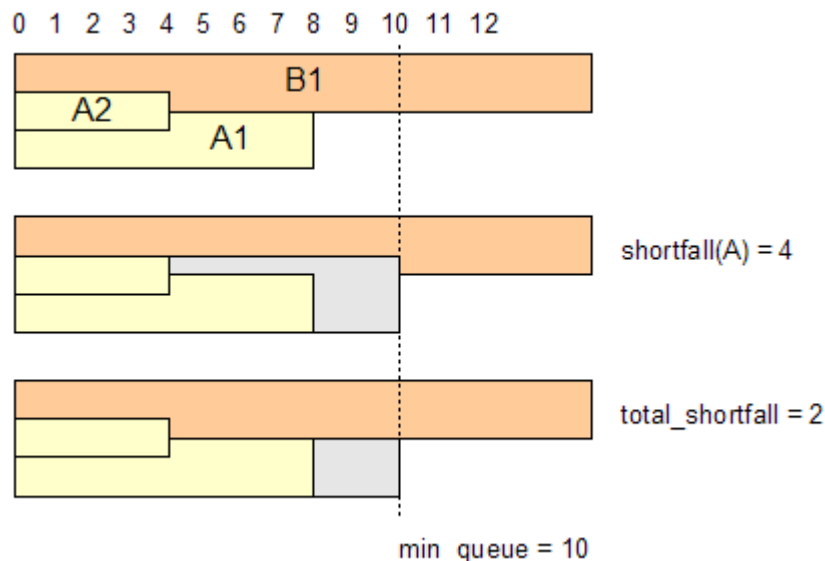 0 1 2 3 4 5 6 7 8 9 10 11 12
B1
A2
A1
shortfall(A) = 4
total_shortfall = 2
min_queue = 10